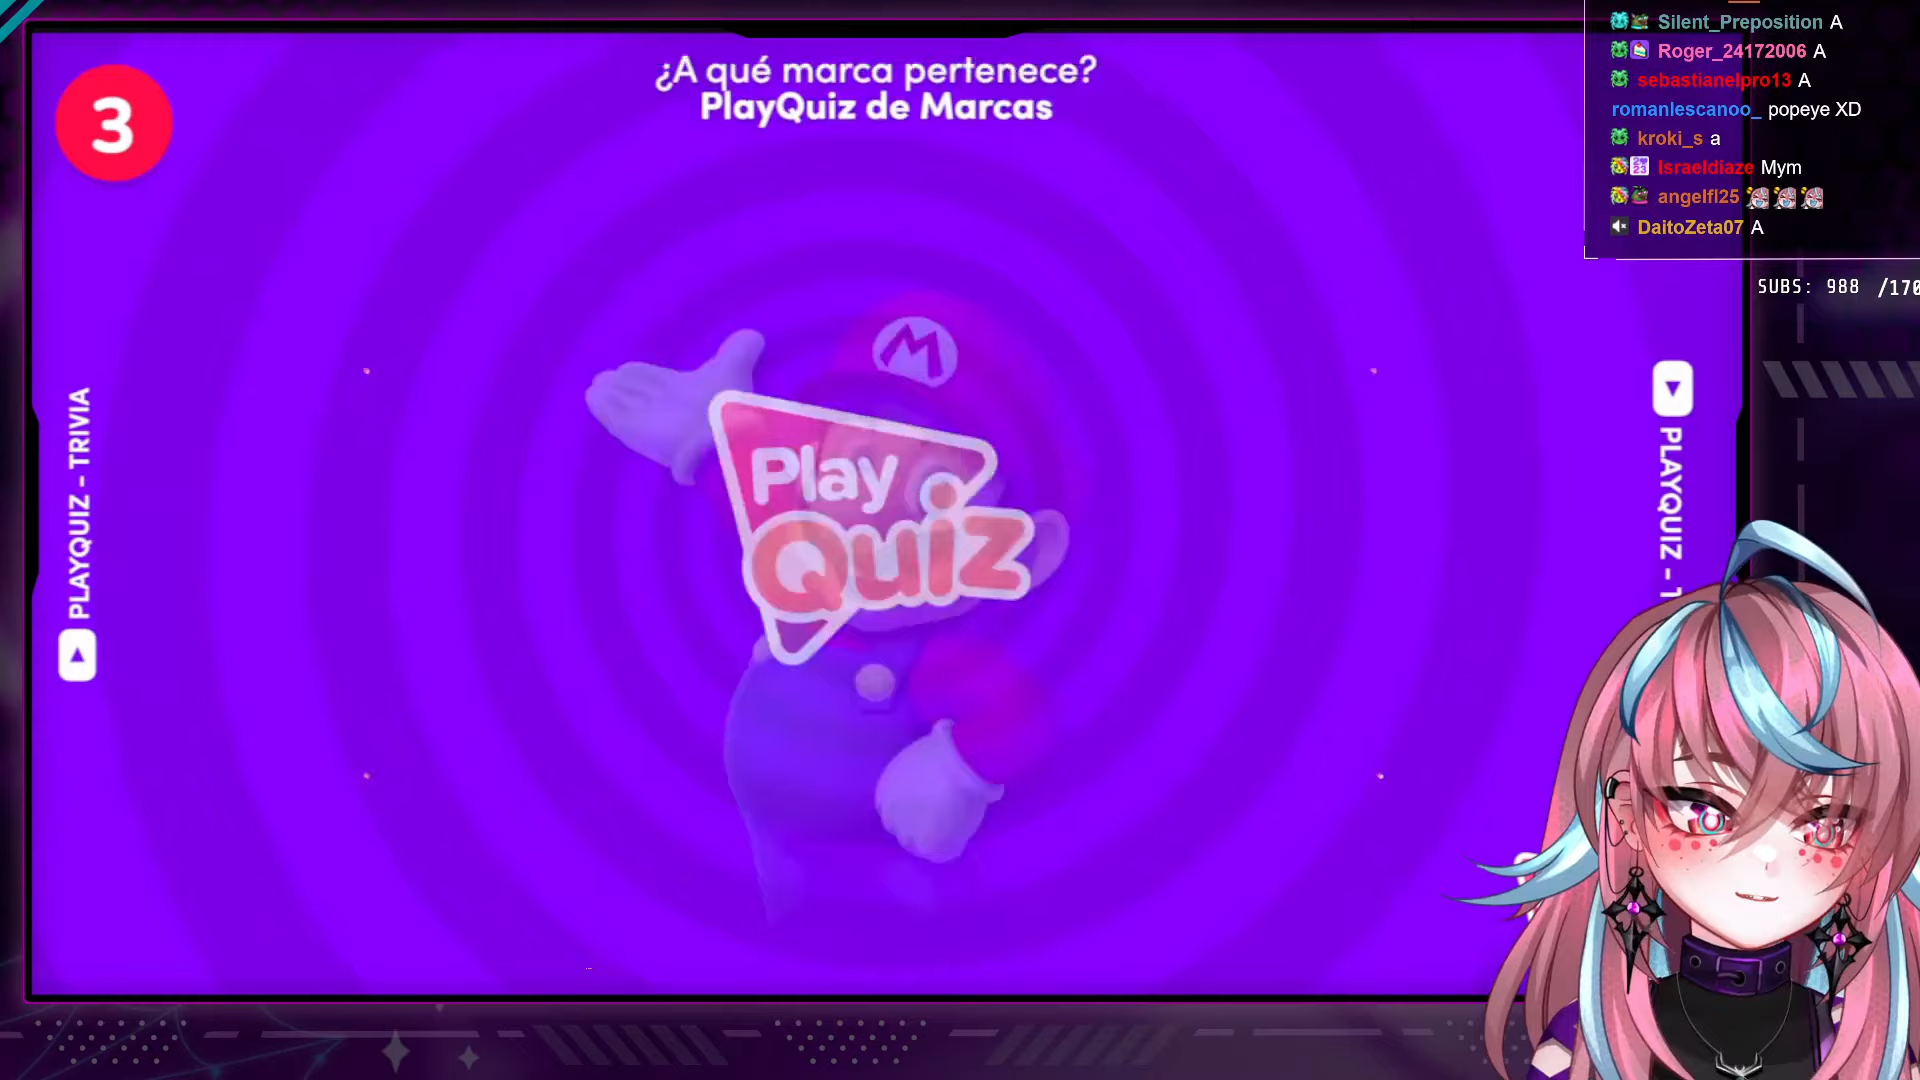 3
¿A qué marca pertenece?
PlayQuiz de Marcas
PLAYQUIZ - TRIVIA
M
Play
Quiz
PLAYQUIZ - T
Silent_Preposition A
Roger_24172006 A
sebastianelpro13 A
romanlescanoo_ popeye XD
kroki_s a
Israeldiaze Mym
angelfl25
DaitoZeta07 A
SUBS: 988 /170